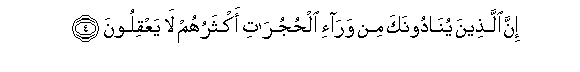 إِنَّ ٱلَّذِينَ يُنَادُونَكَ مِن وَرَآءِ ٱلْحُجُرَٰتِ أَكْثَرُهُمْ لَا يَعْقِلُونَ ۝٤